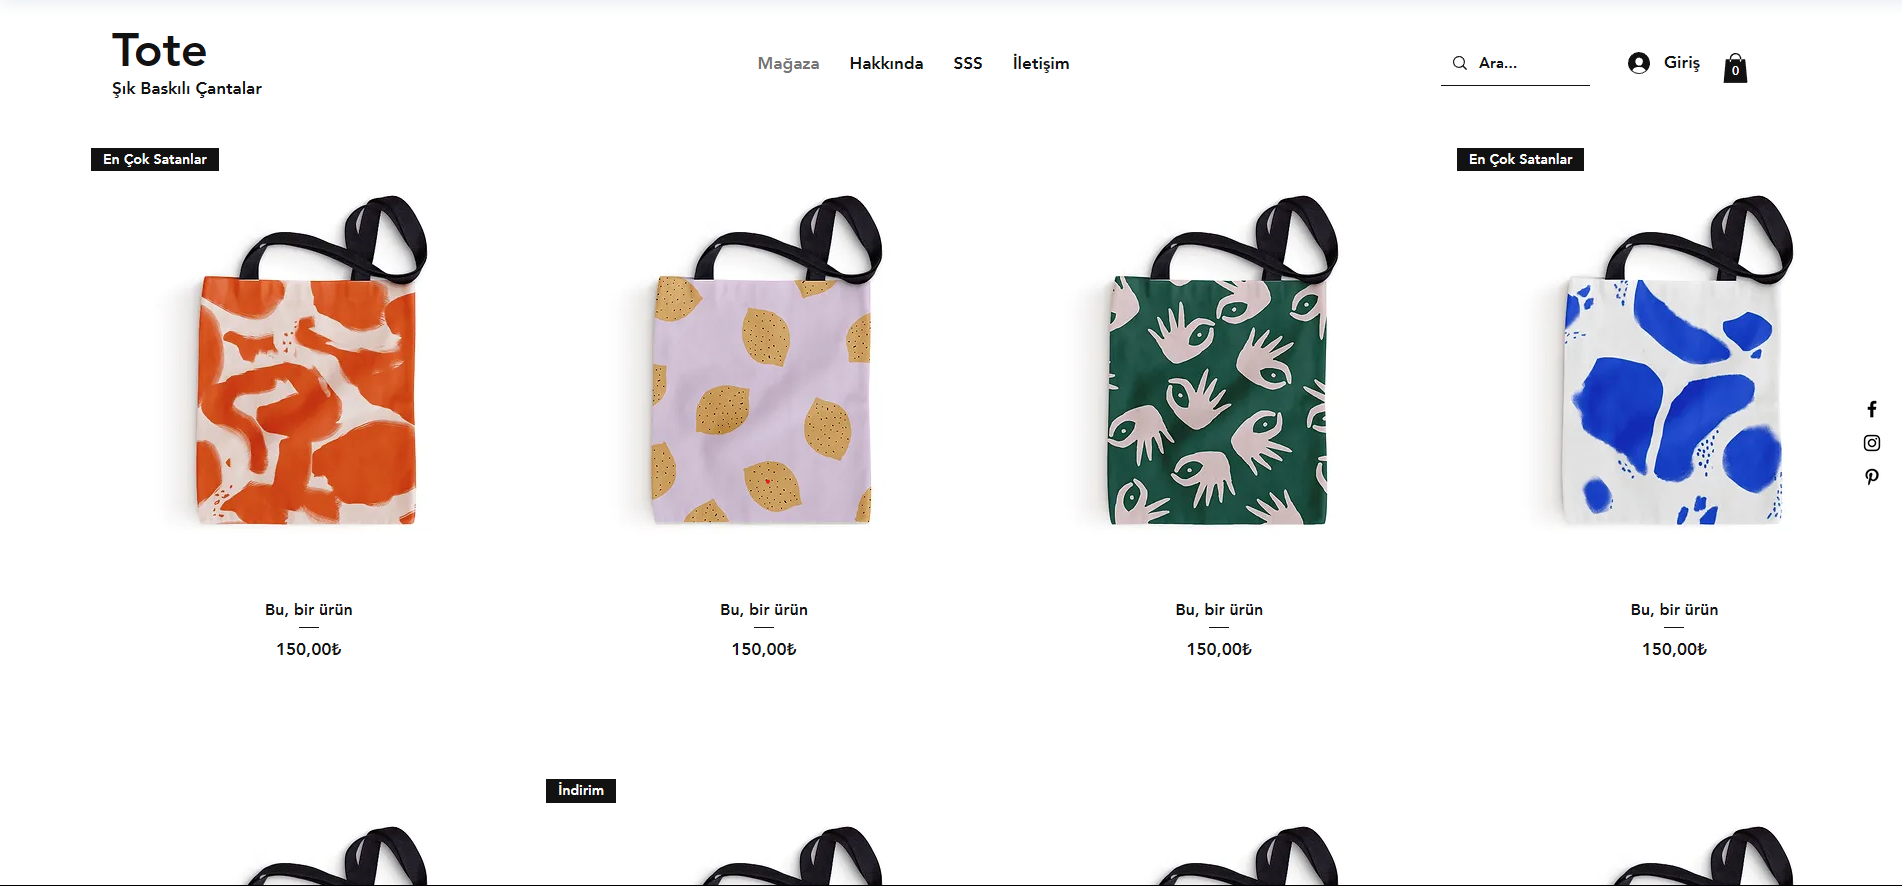 Tote
Şık Baskılı Çantalar
Mağaza
Hakkında
SSS
İletişim
Ara...
Giriş
0
En Çok Satanlar
En Çok Satanlar
Bu, bir ürün
150,00₺
Bu, bir ürün
150,00₺
Bu, bir ürün
150,00₺
Bu, bir ürün
150,00₺
İndirim